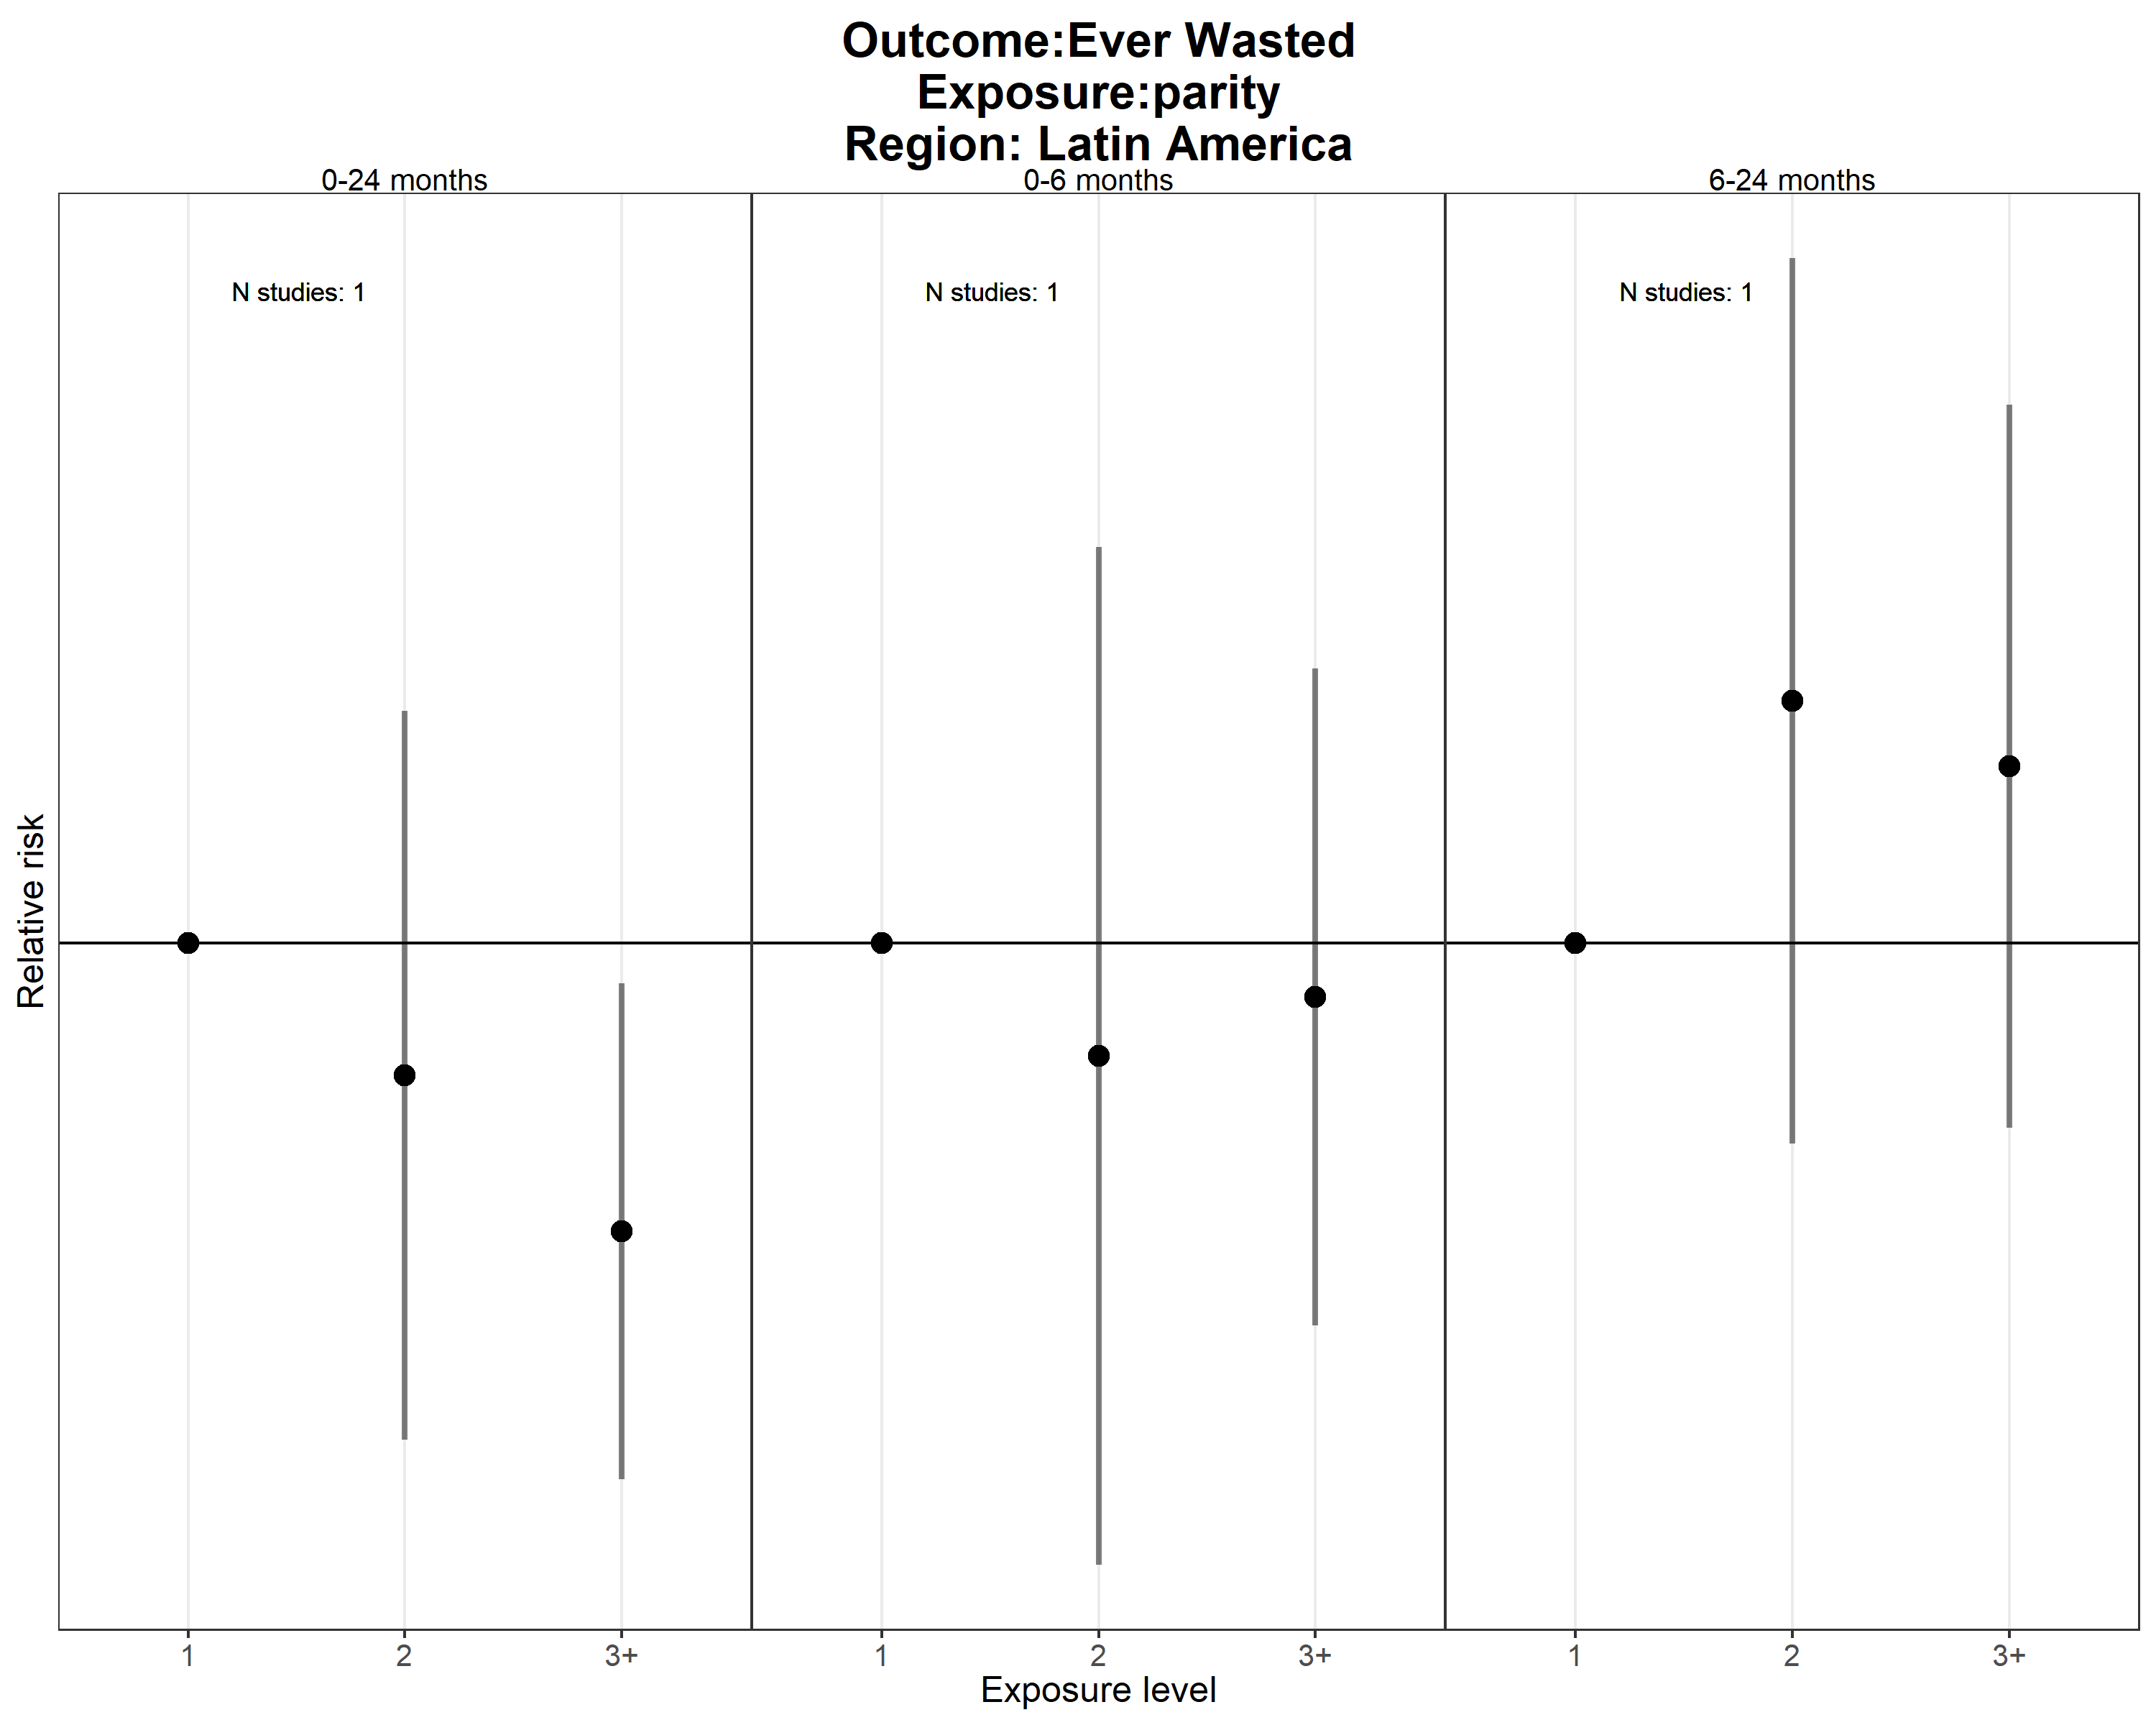 Outcome:Ever Wasted
Exposure:parity
Region: Latin America
0-24 months
0-6 months
6-24 months
N studies: 1
N studies: 1
N studies: 1
Relative risk
1
2
3+
1
2
3+
1
2
3+
Exposure level